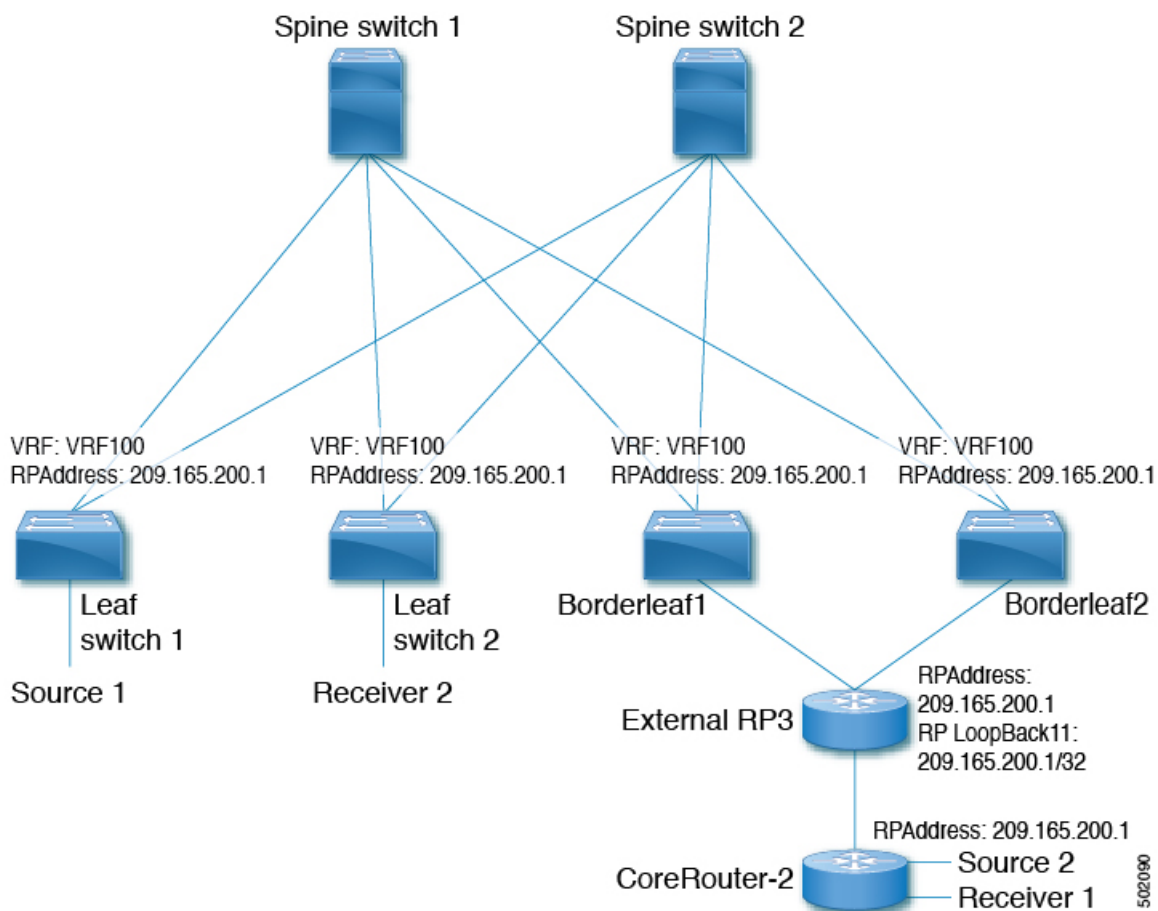 Spine switch 1
Spine switch 2
VRF: VRF100
RPAddress: 209.165.200.1
VRF: VRF100
RPAddress: 209.165.200.1
VRF: VRF100
RPAddress: 209.165.200.1
VRF: VRF100
RPAddress: 209.165.200.1
Leaf
switch 1
Source 1
Leaf
switch 2
Receiver 2
Borderleaf1
Borderleaf2
External RP3
RPAddress:
209.165.200.1
RP LoopBack11:
209.165.200.1/32
RPAddress: 209.165.200.1
CoreRouter-2
Source 2
Receiver 1
502090